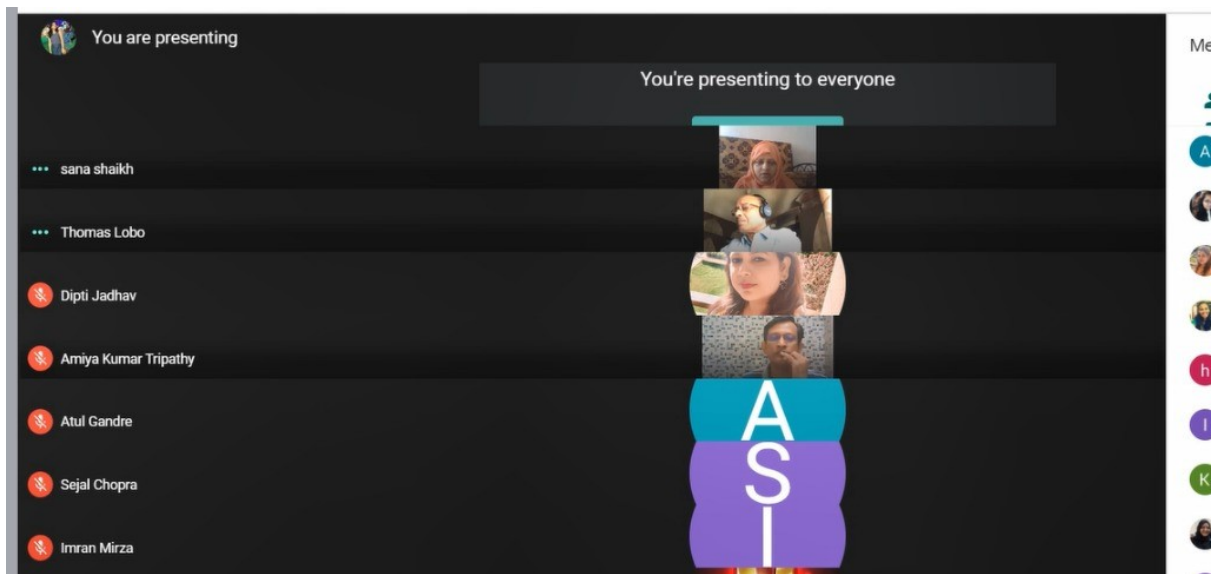 You are presenting
You're presenting to everyone
sana shaikh
Thomas Lobo
Dipti Jadhav
Amiya Kumar Tripathy
Atul Gandre
A
Sejal Chopra
S
Imran Mirza
I
Me
A
h
I
K